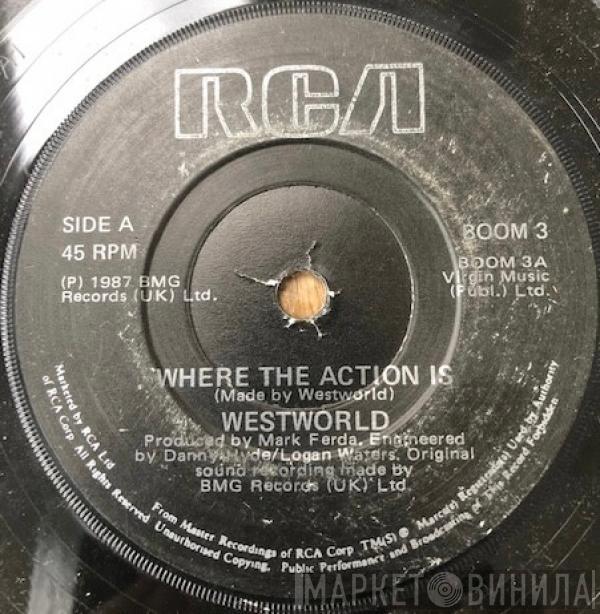 RCA
SIDE A
45 RPM
(P) 1987 BMG
Records (UK) Ltd.
BOOM 3
BOOM 3A
Virgin Music
(Publ.) Ltd.
WHERE THE ACTION IS
(Made by Westworld)
WESTWORLD
Produced by Mark Ferda. Engineered
by Danny Hyde/Logan Waters. Original
sound recording made by
BMG Records (UK) Ltd.
Marketed by RCA Ltd
of RCA Corp All Rights Reserved
From Master Recordings of RCA Corp TM(S) ® Marca(s) Registrada(s) Used by Authority
Unauthorised Copying, Public Performance and Broadcasting of This Record Forbidden
МАРКЕТ ВИНИЛА